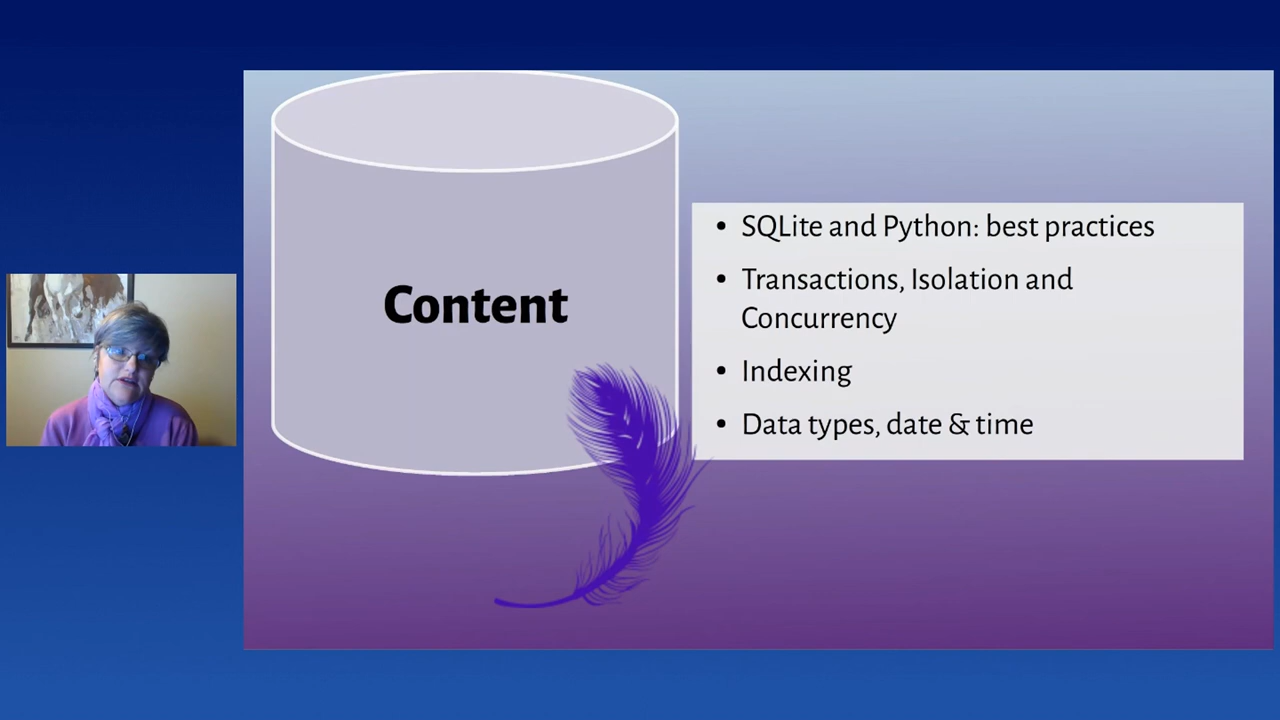 Content
• SQLite and Python: best practices
• Transactions, Isolation and
Concurrency
• Indexing
• Data types, date & time